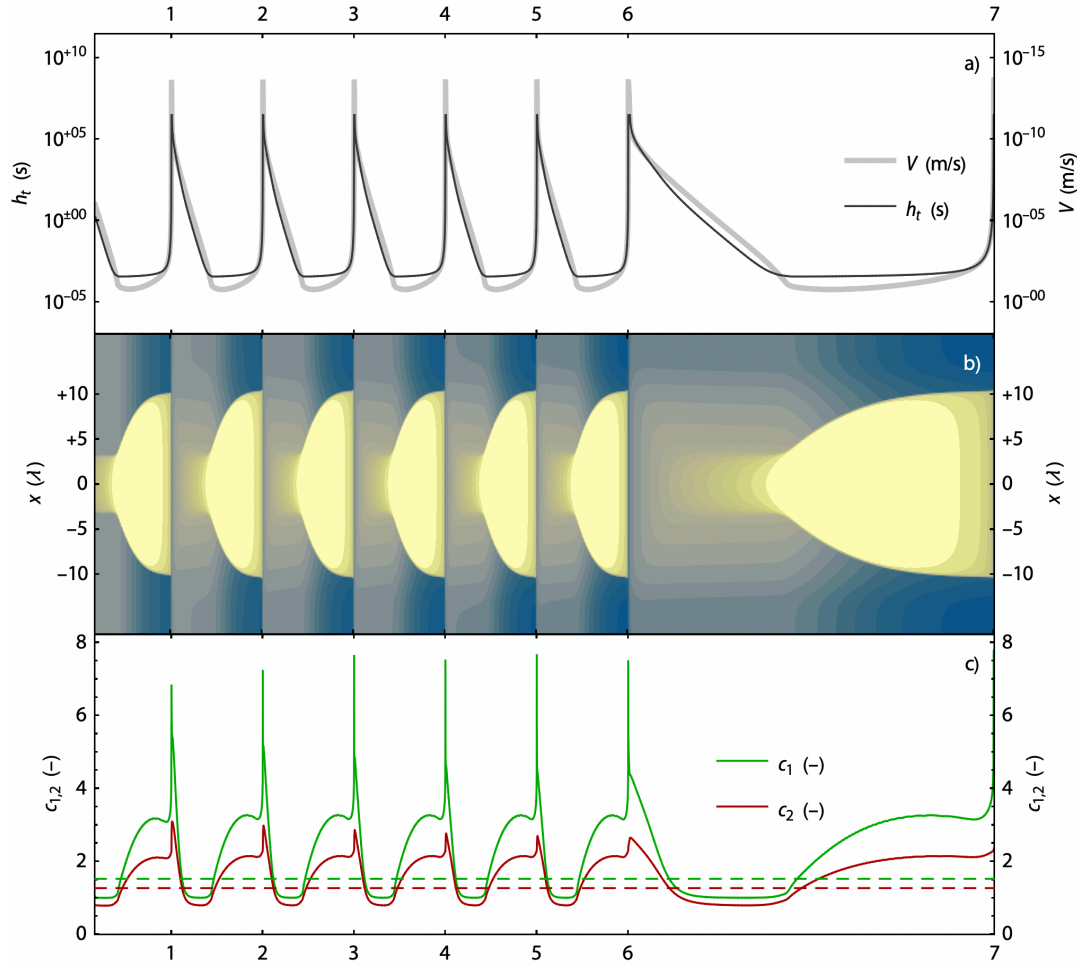 1 2 3 4 5 6 7
a)
10⁺¹⁰ 10⁻¹⁵
10⁺⁰⁵ 10⁻¹⁰
10^±00 10⁻⁰⁵
10⁻⁰⁵ 10⁻⁰⁰
hₜ (s)
V (m/s)
V (m/s)
hₜ (s)
b)
+10 +10
+5 +5
0 0
−5 −5
−10 −10
x (λ)
x (λ)
c)
8 8
6 6
4 4
2 2
0 0
c₁,₂ (–)
c₁,₂ (–)
c₁ (–)
c₂ (–)
1 2 3 4 5 6 7